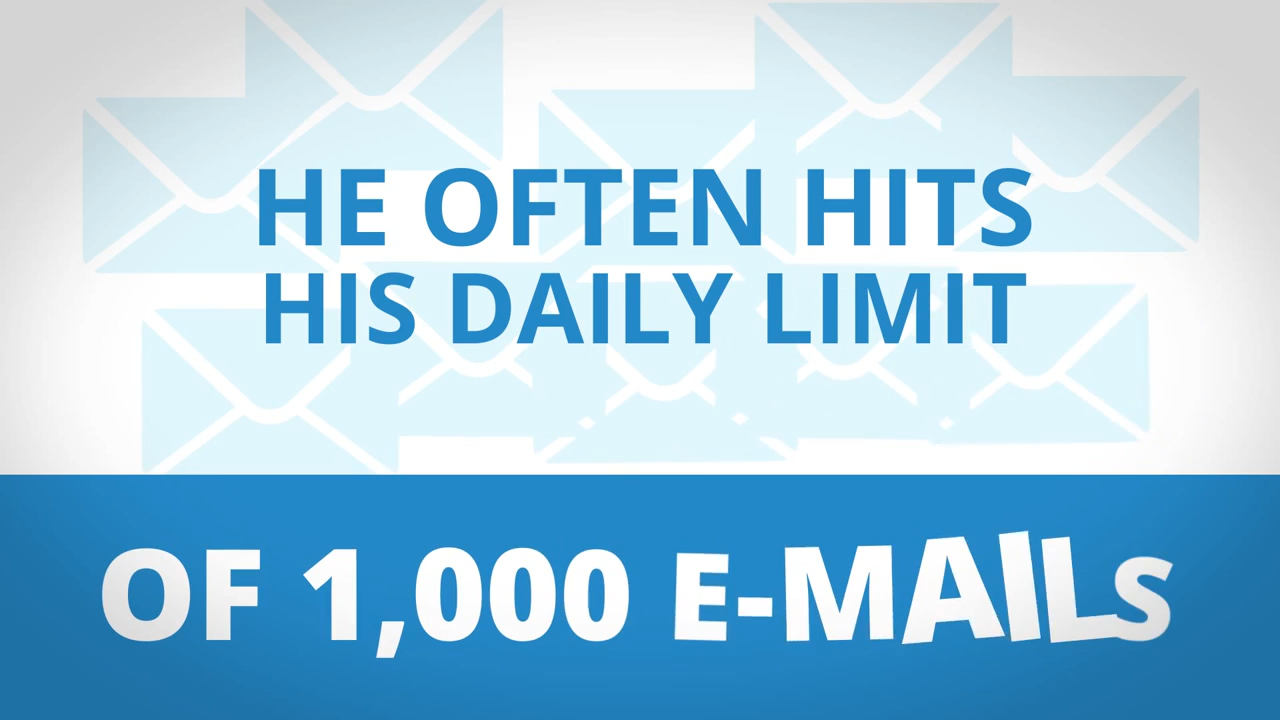 HE OFTEN HITS
HIS DAILY LIMIT
OF 1,000 E-MAILS